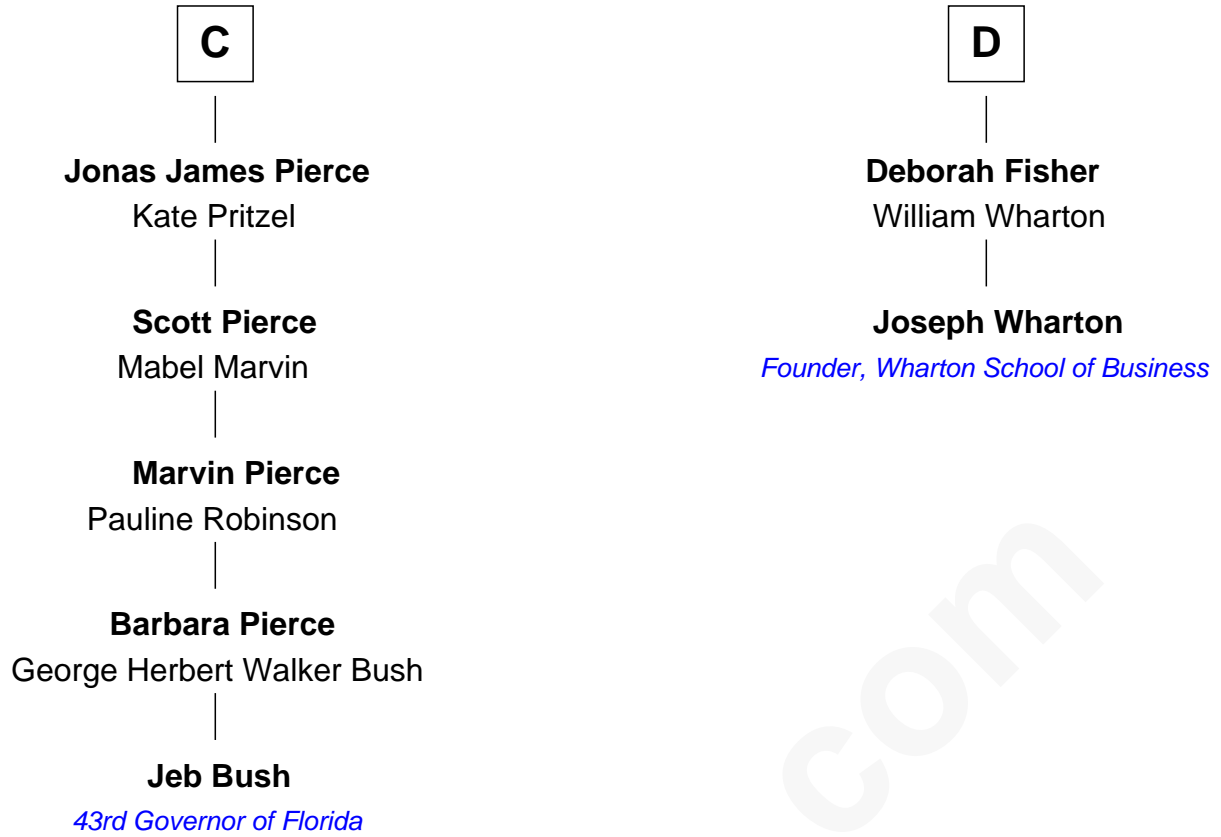 C
Jonas James Pierce
Kate Pritzel
Scott Pierce
Mabel Marvin
Marvin Pierce
Pauline Robinson
Barbara Pierce
George Herbert Walker Bush
Jeb Bush
43rd Governor of Florida
D
Deborah Fisher
William Wharton
Joseph Wharton
Founder, Wharton School of Business
com